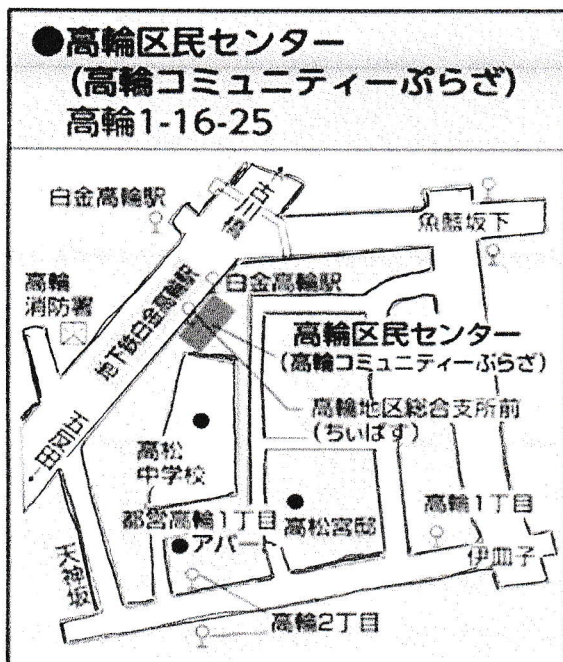 ●高輪区民センター
(高輪コミュニティーぷらざ)
高輪1-16-25
白金高輪駅
古川橋
魚籃坂下
高輪
消防署
地下鉄白金高輪駅
白金高輪駅
高輪区民センター
(高輪コミュニティーぷらざ)
高輪地区総合支所前
(ちぃばす)
五反田
高松
中学校
都営高輪1丁目
アパート
高松宮邸
高輪1丁目
伊皿子
天神坂
高輪2丁目